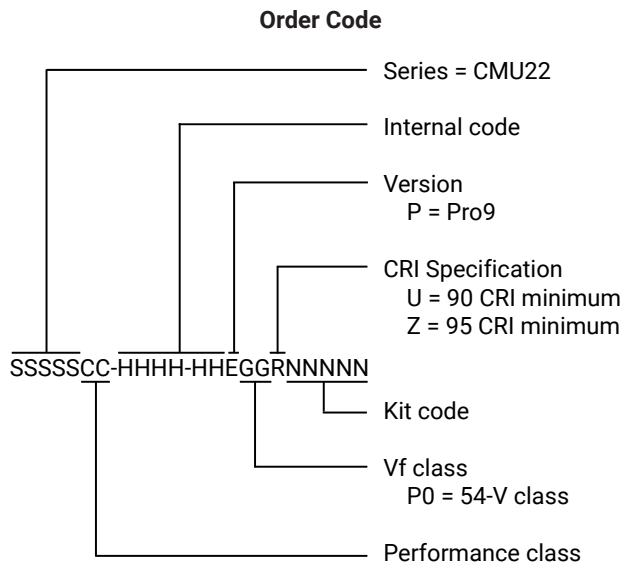 Order Code
Series = CMU22
Internal code
Version
P = Pro9
CRI Specification
U = 90 CRI minimum
Z = 95 CRI minimum
SSSSSCC-HHHH-HHEGGRNNNNN
Kit code
Vf class
P0 = 54-V class
Performance class